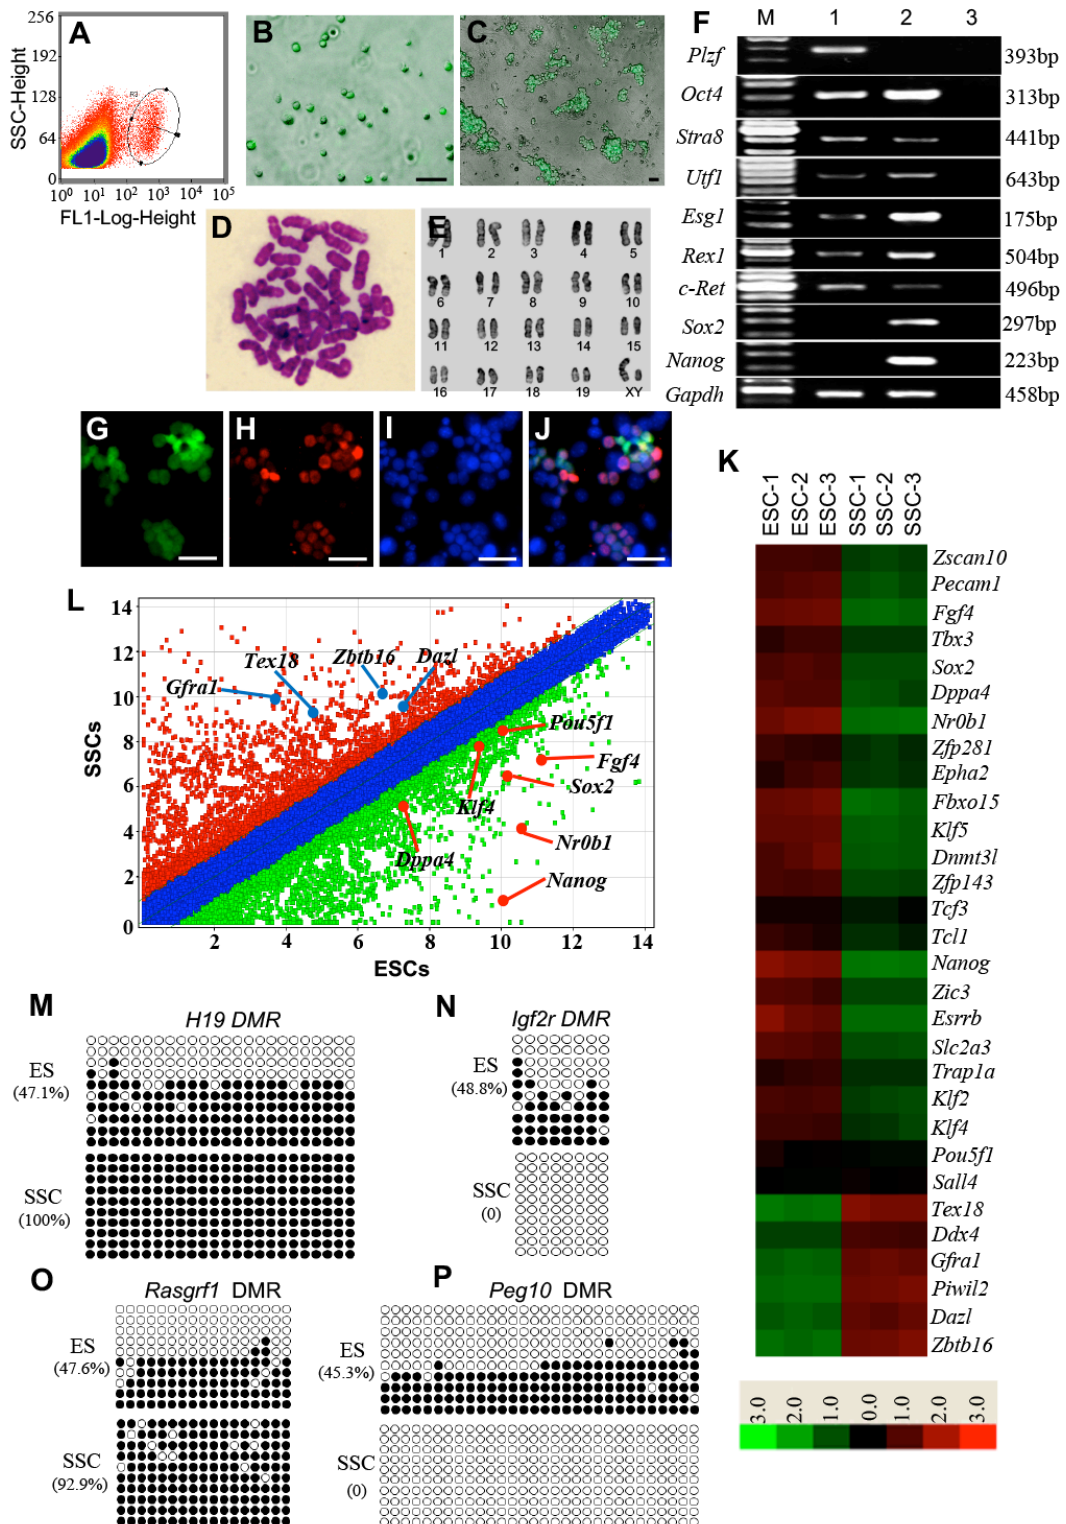 A
SSC-Height
256
192
128
64
0
10⁰ 10¹ 10² 10³ 10⁴ 10⁵
FL1-Log-Height
B
C
D
E
1 2 3 4 5
6 7 8 9 10
11 12 13 14 15
16 17 18 19 XY
F
M 1 2 3
Plzf 393bp
Oct4 313bp
Stra8 441bp
Utf1 643bp
Esg1 175bp
Rex1 504bp
c-Ret 496bp
Sox2 297bp
Nanog 223bp
Gapdh 458bp
G
H
I
J
K
ESC-1
ESC-2
ESC-3
SSC-1
SSC-2
SSC-3
Zscan10
Pecam1
Fgf4
Tbx3
Sox2
Dppa4
Nr0b1
Zfp281
Epha2
Fbxo15
Klf5
Dnmt3l
Zfp143
Tcf3
Tcl1
Nanog
Zic3
Esrrb
Slc2a3
Trap1a
Klf2
Klf4
Pou5f1
Sall4
Tex18
Ddx4
Gfra1
Piwil2
Dazl
Zbtb16
3.0 2.0 1.0 0.0 1.0 2.0 3.0
L
SSCs
14
12
10
8
6
4
2
0
2 4 6 8 10 12 14
ESCs
Gfra1
Tex18
Zbtb16
Dazl
Pou5f1
Fgf4
Sox2
Klf4
Nr0b1
Dppa4
Nanog
M
H19 DMR
ES
(47.1%)
SSC
(100%)
N
Igf2r DMR
ES
(48.8%)
SSC
(0)
O
Rasgrf1 DMR
ES
(47.6%)
SSC
(92.9%)
P
Peg10 DMR
ES
(45.3%)
SSC
(0)